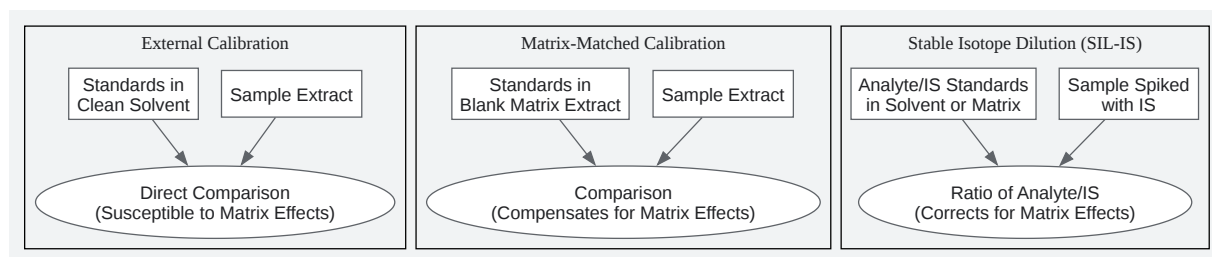 External Calibration
Standards in
Clean Solvent
Sample Extract
Direct Comparison
(Susceptible to Matrix Effects)
Matrix-Matched Calibration
Standards in
Blank Matrix Extract
Sample Extract
Comparison
(Compensates for Matrix Effects)
Stable Isotope Dilution (SIL-IS)
Analyte/IS Standards
in Solvent or Matrix
Sample Spiked
with IS
Ratio of Analyte/IS
(Corrects for Matrix Effects)